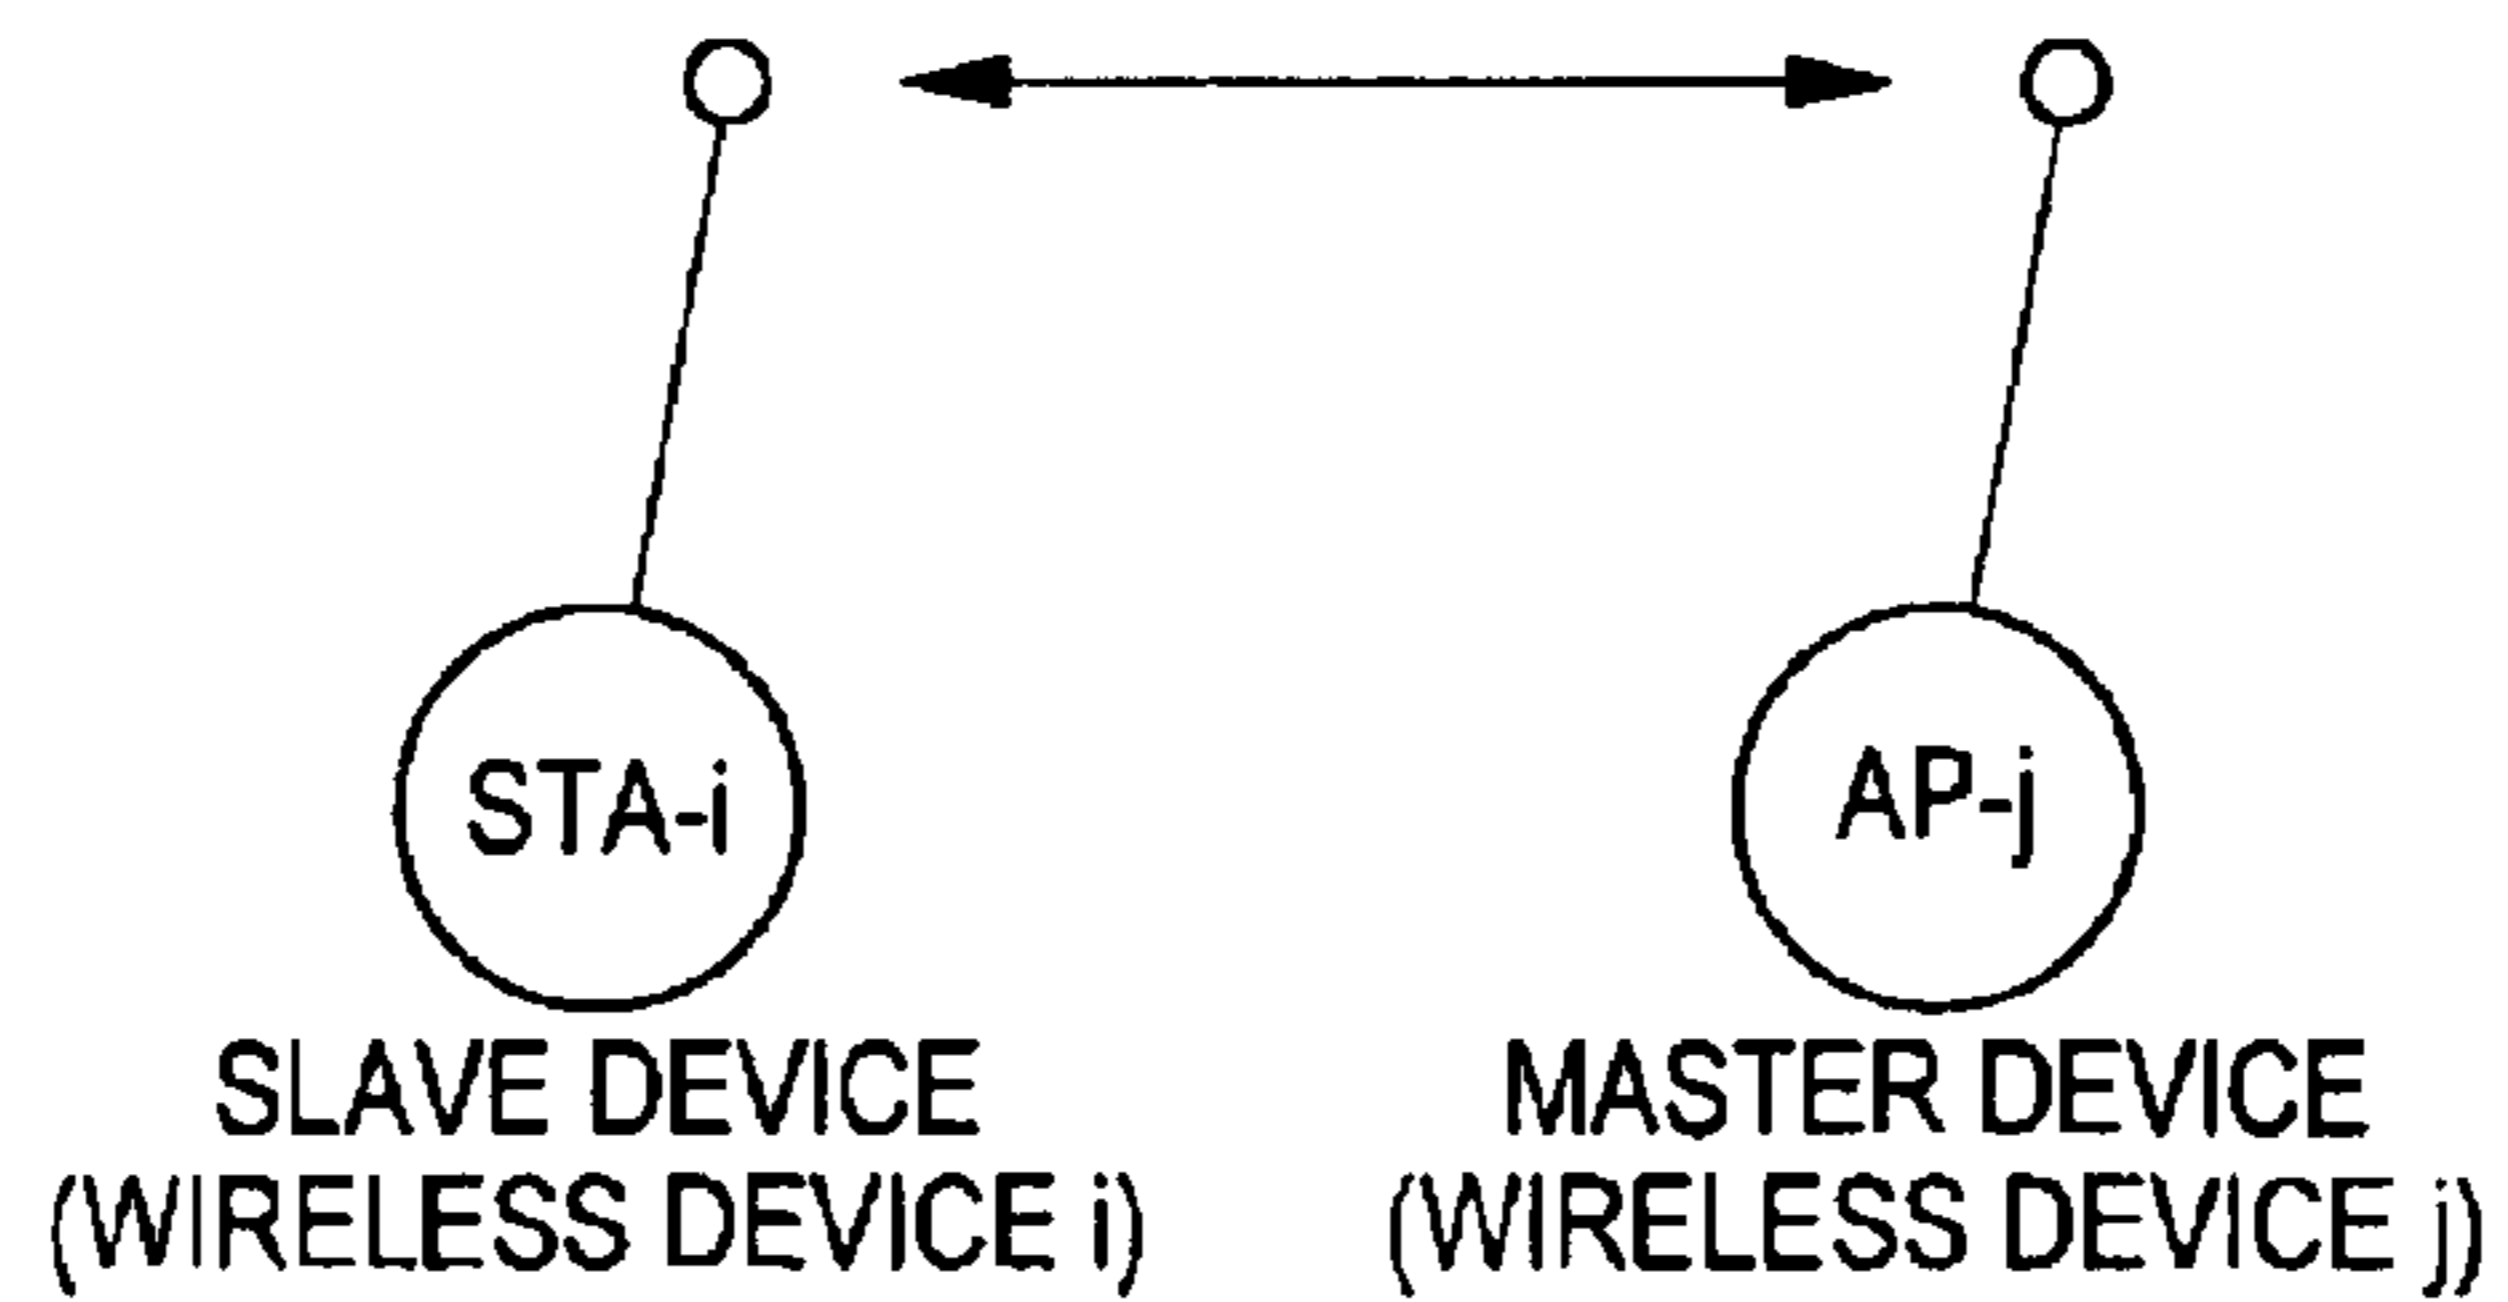 STA-i
AP-j
SLAVE DEVICE
(WIRELESS DEVICE i)
MASTER DEVICE
(WIRELESS DEVICE j)